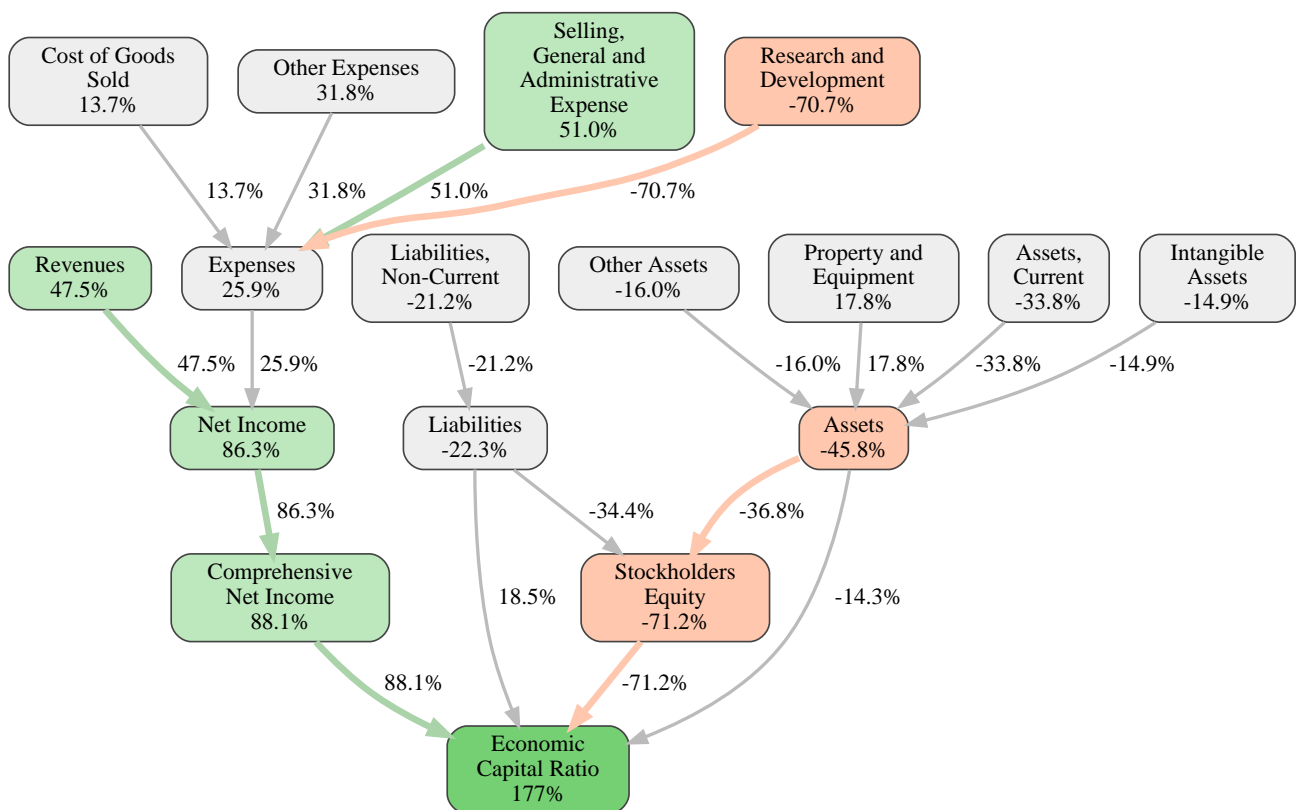 Cost of Goods
Sold
13.7%
Other Expenses
31.8%
Selling,
General and
Administrative
Expense
51.0%
Research and
Development
-70.7%
13.7%
31.8%
51.0%
-70.7%
Revenues
47.5%
Expenses
25.9%
Liabilities,
Non-Current
-21.2%
Other Assets
-16.0%
Property and
Equipment
17.8%
Assets,
Current
-33.8%
Intangible
Assets
-14.9%
47.5%
25.9%
-21.2%
-16.0%
17.8%
-33.8%
-14.9%
Net Income
86.3%
Liabilities
-22.3%
Assets
-45.8%
86.3%
-34.4%
-36.8%
Comprehensive
Net Income
88.1%
18.5%
Stockholders
Equity
-71.2%
-14.3%
88.1%
-71.2%
Economic
Capital Ratio
177%